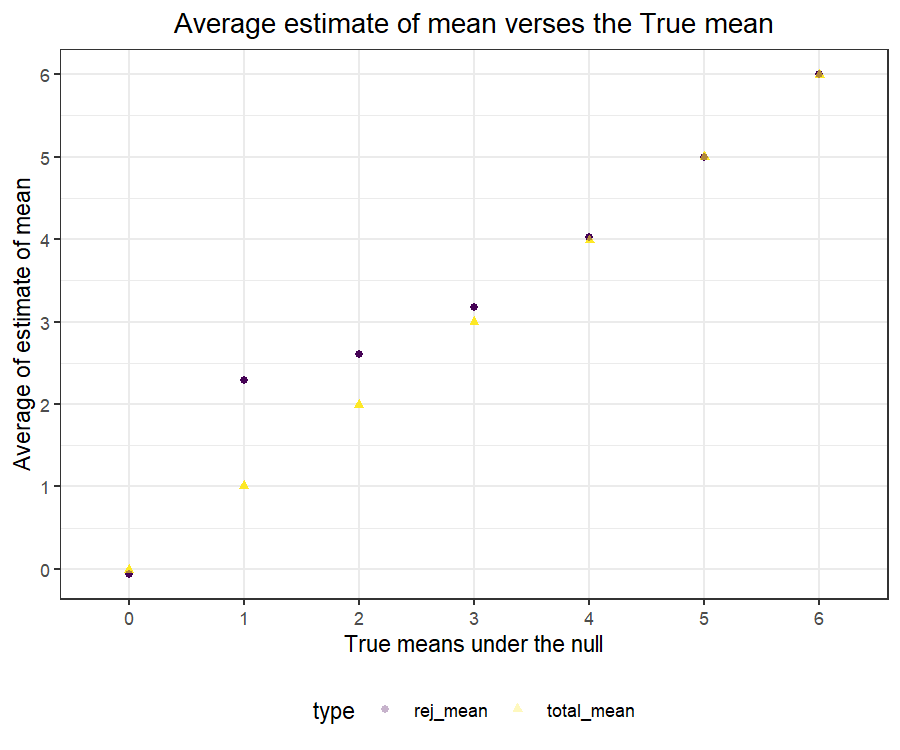 Average estimate of mean verses the True mean
Average of estimate of mean
6
5
4
3
2
1
0
0 1 2 3 4 5 6
True means under the null
type rej_mean total_mean